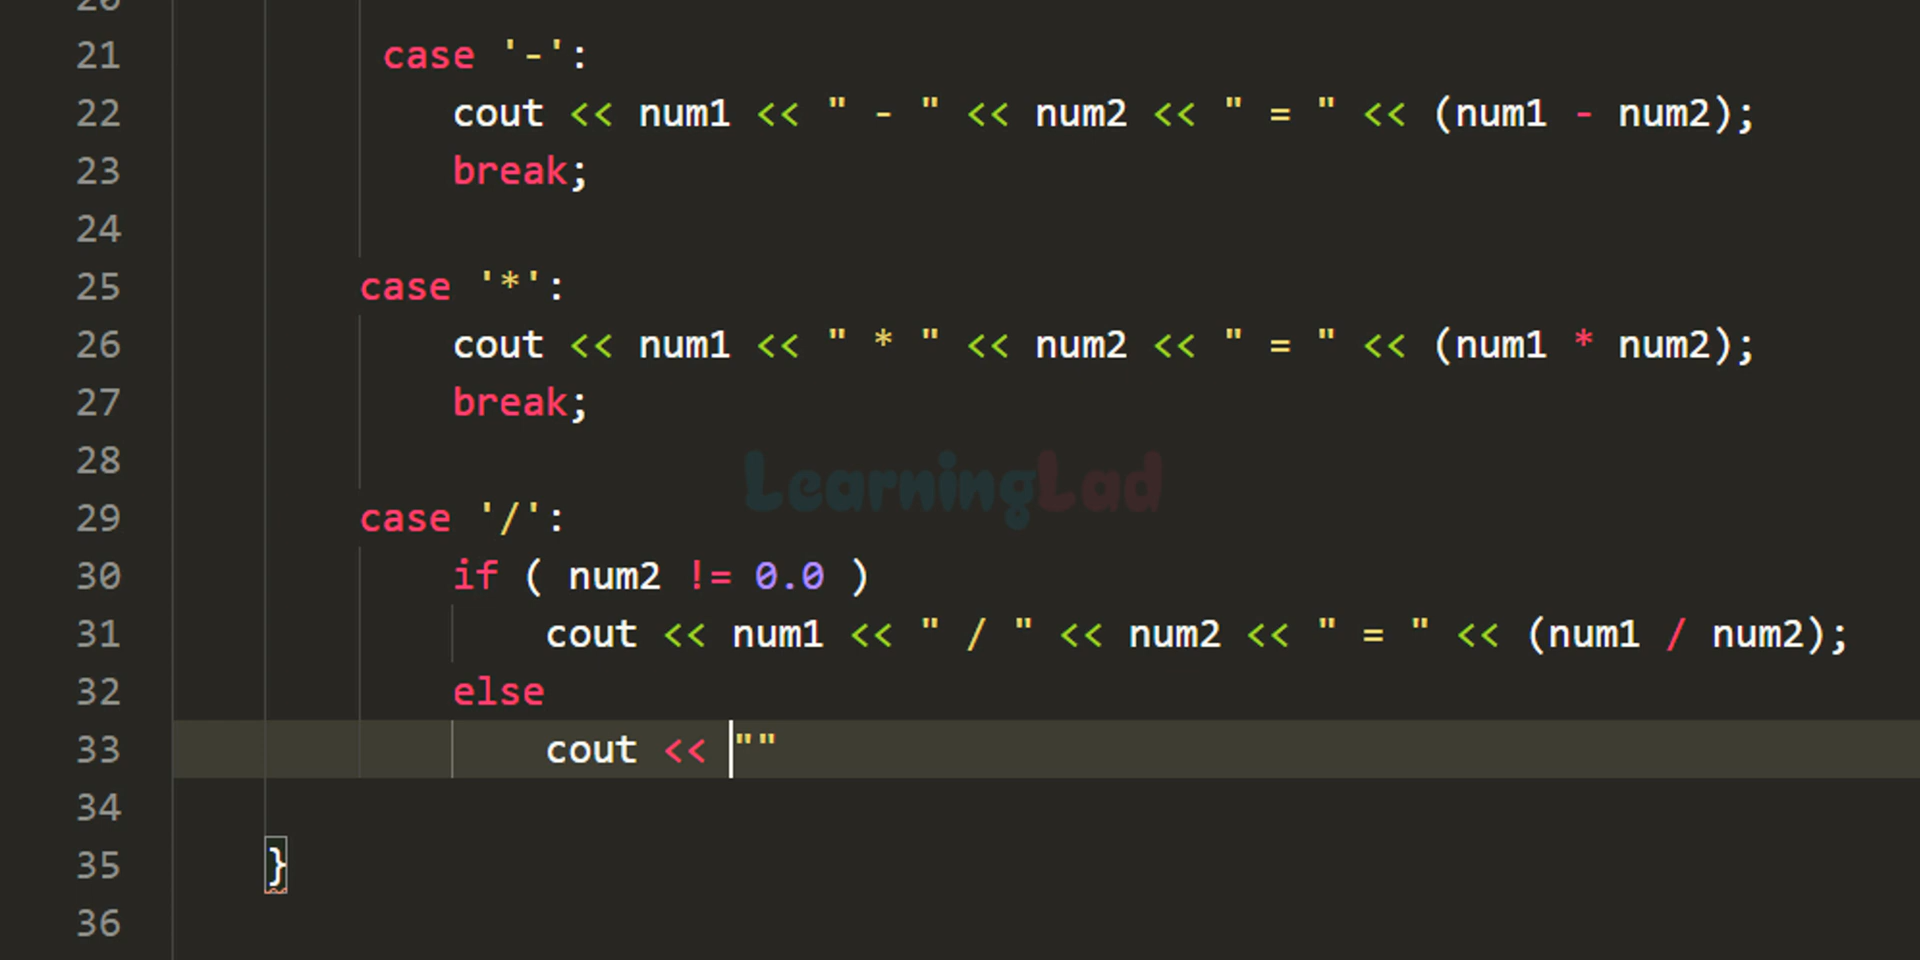 20
21 case '-':
22 cout << num1 << " - " << num2 << " = " << (num1 - num2);
23 break;
24
25 case '*':
26 cout << num1 << " * " << num2 << " = " << (num1 * num2);
27 break;
28
LearningLad
29 case '/':
30 if ( num2 != 0.0 )
31 cout << num1 << " / " << num2 << " = " << (num1 / num2);
32 else
33 cout << ""
34
35 }
36